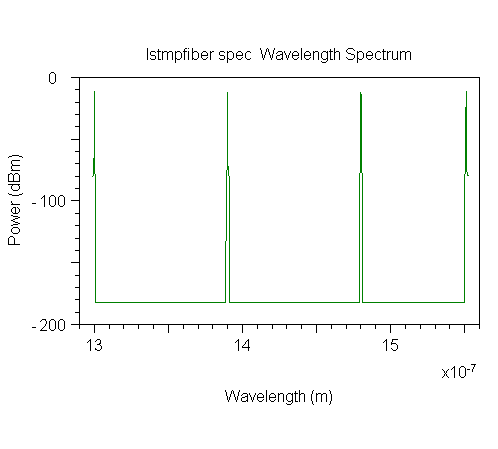 lstmpfiber spec Wavelength Spectrum
0
-100
-200
Power (dBm)
13 14 15
x10-7
Wavelength (m)